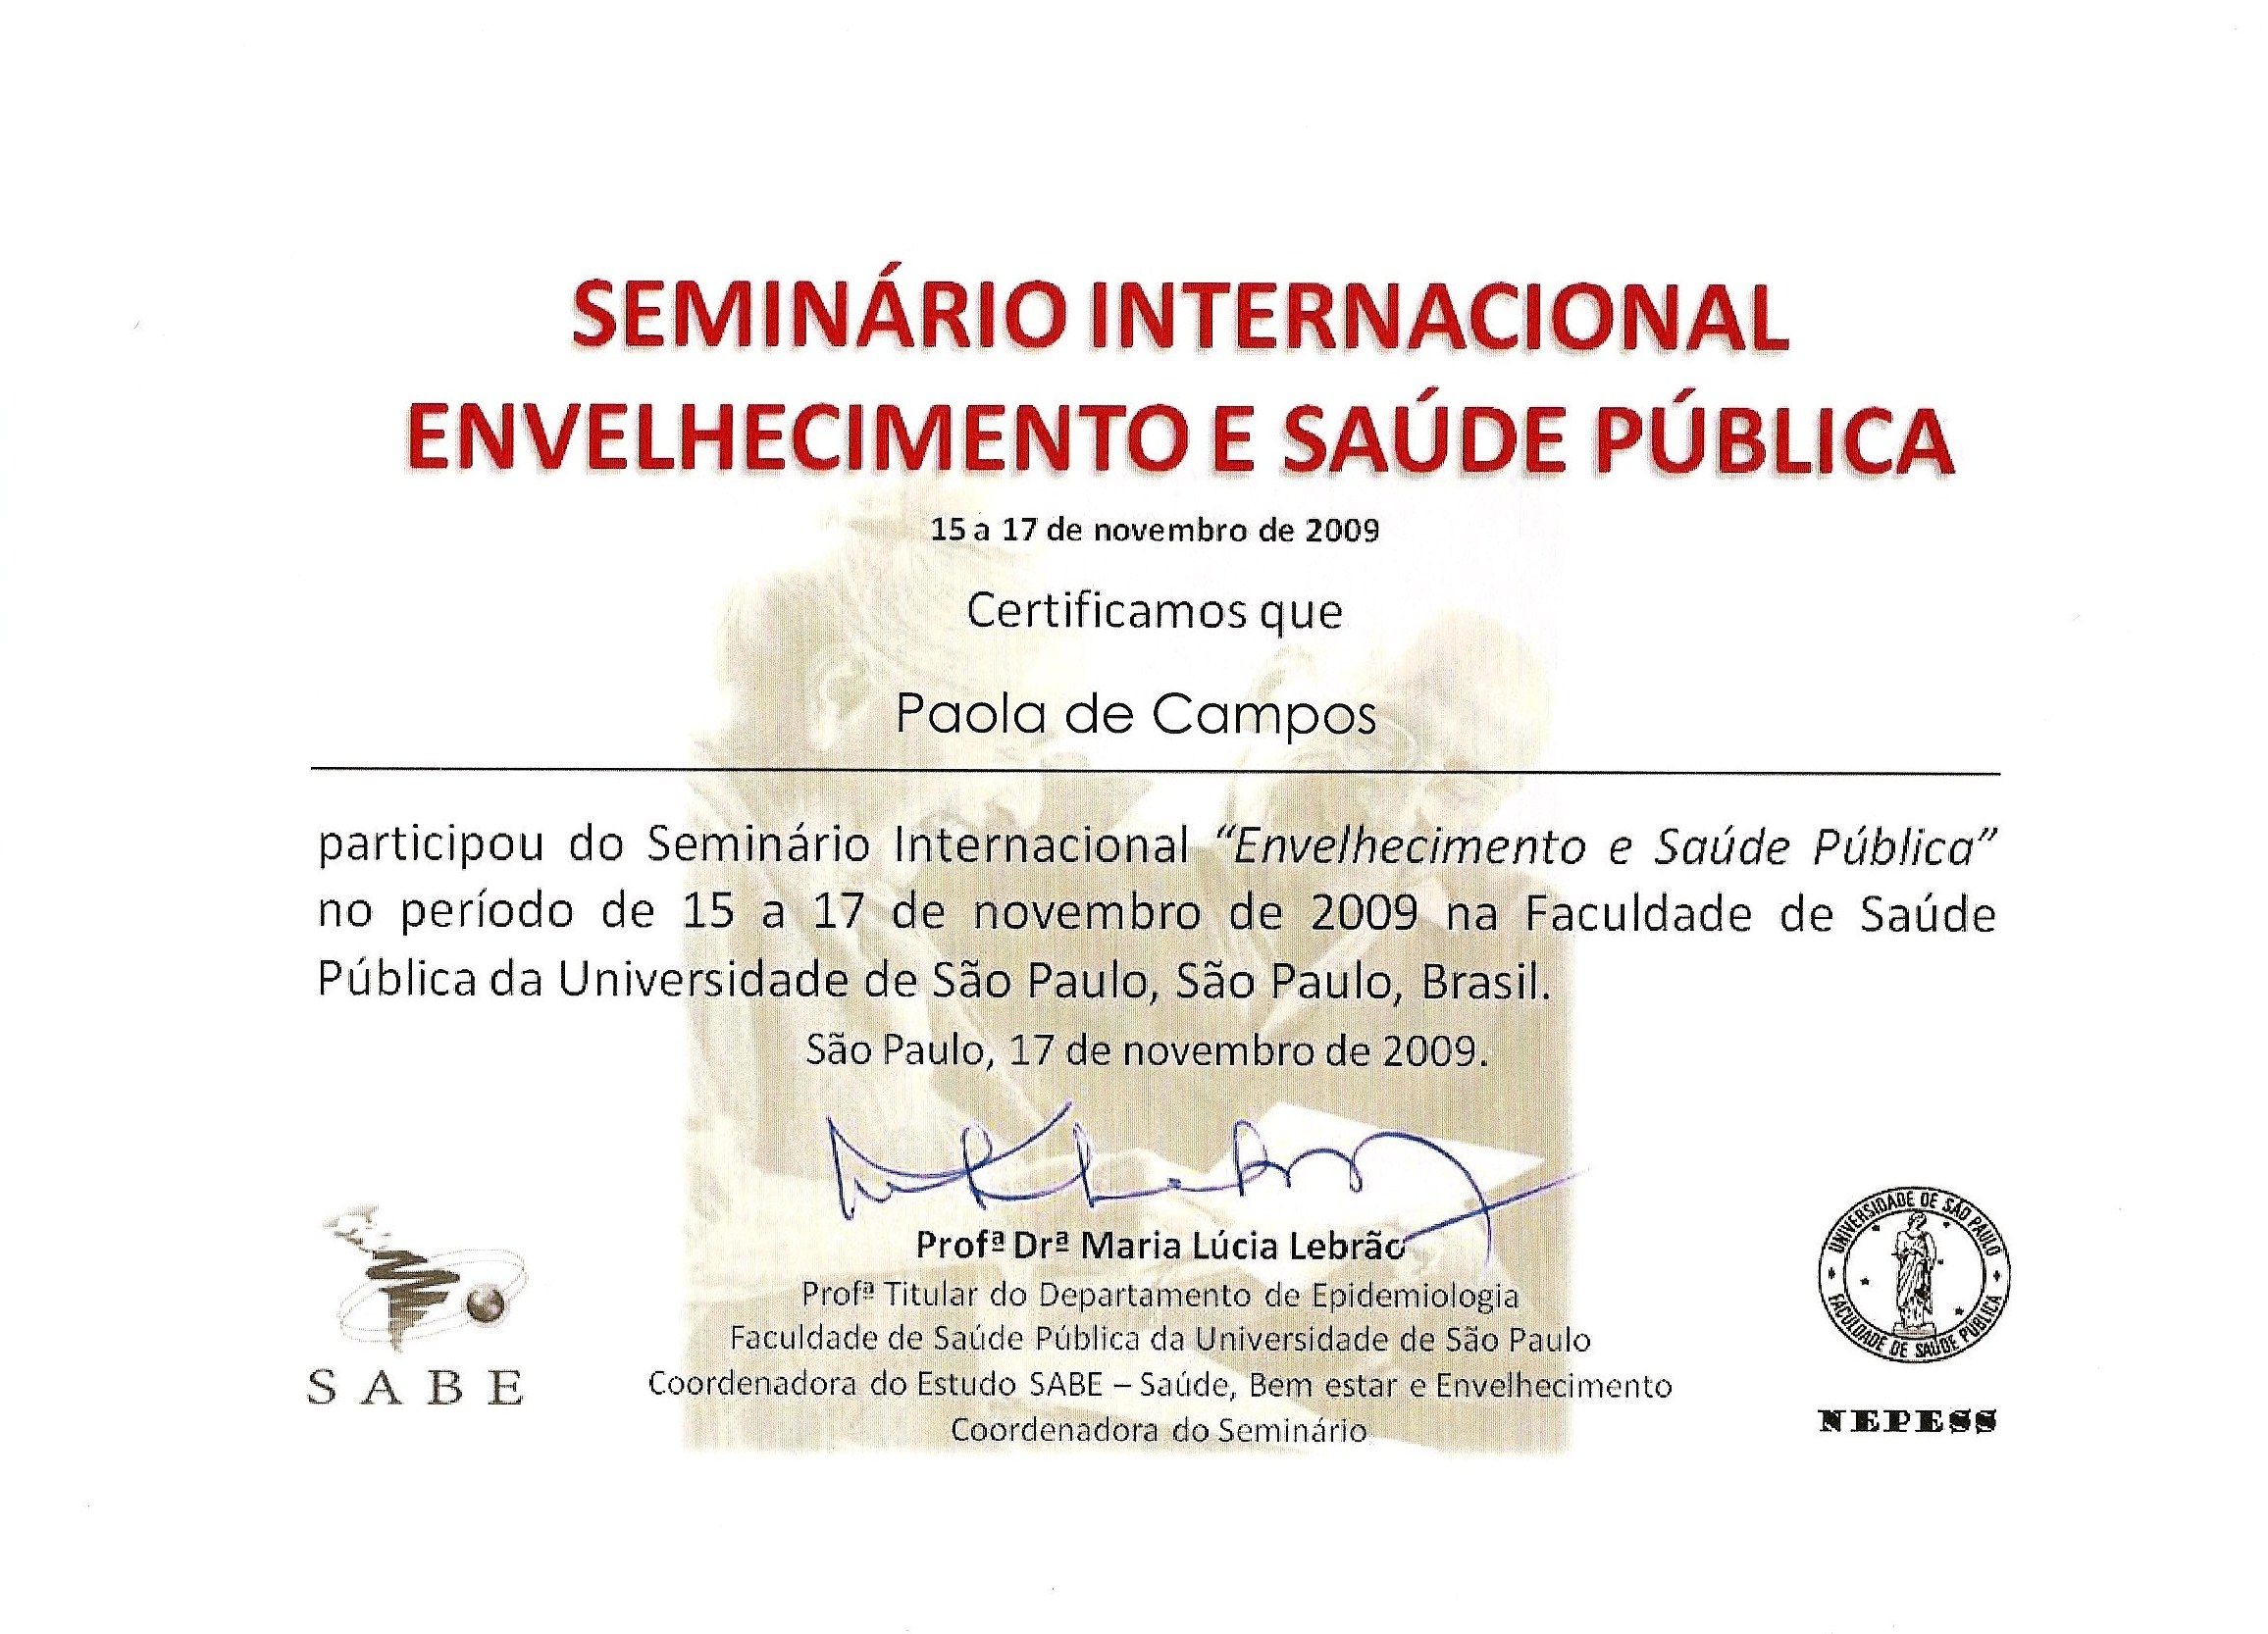 SEMINÁRIO INTERNACIONAL
ENVELHECIMENTO E SAÚDE PÚBLICA
15 a 17 de novembro de 2009
Certificamos que
Paola de Campos
participou do Seminário Internacional “Envelhecimento e Saúde Pública”
no período de 15 a 17 de novembro de 2009 na Faculdade de Saúde
Pública da Universidade de São Paulo, São Paulo, Brasil.
São Paulo, 17 de novembro de 2009.
Profª Drª Maria Lúcia Lebrão
Profª Titular do Departamento de Epidemiologia
Faculdade de Saúde Pública da Universidade de São Paulo
Coordenadora do Estudo SABE – Saúde, Bem estar e Envelhecimento
Coordenadora do Seminário
SABE
UNIVERSIDADE DE SÃO PAULO
FACULDADE DE SAÚDE PÚBLICA
NEPESS